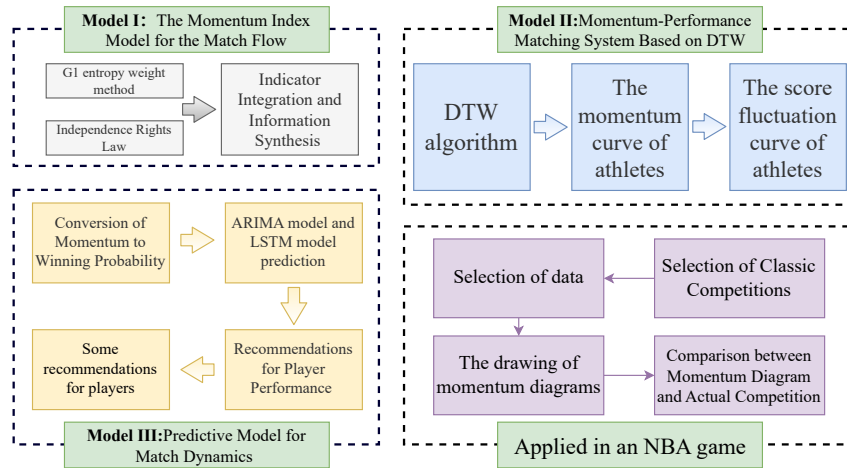 Model I: The Momentum Index
Model for the Match Flow
G1 entropy weight
method
Independence Rights
Law
Indicator
Integration and
Information
Synthesis
Model II:Momentum-Performance
Matching System Based on DTW
DTW
algorithm
The
momentum
curve of
athletes
The score
fluctuation
curve of
athletes
Conversion of
Momentum to
Winning Probability
ARIMA model and
LSTM model
prediction
Some
recommendations
for players
Recommendations
for Player
Performance
Model III:Predictive Model for
Match Dynamics
Selection of data
Selection of Classic
Competitions
The drawing of
momentum diagrams
Comparison between
Momentum Diagram
and Actual Competition
Applied in an NBA game